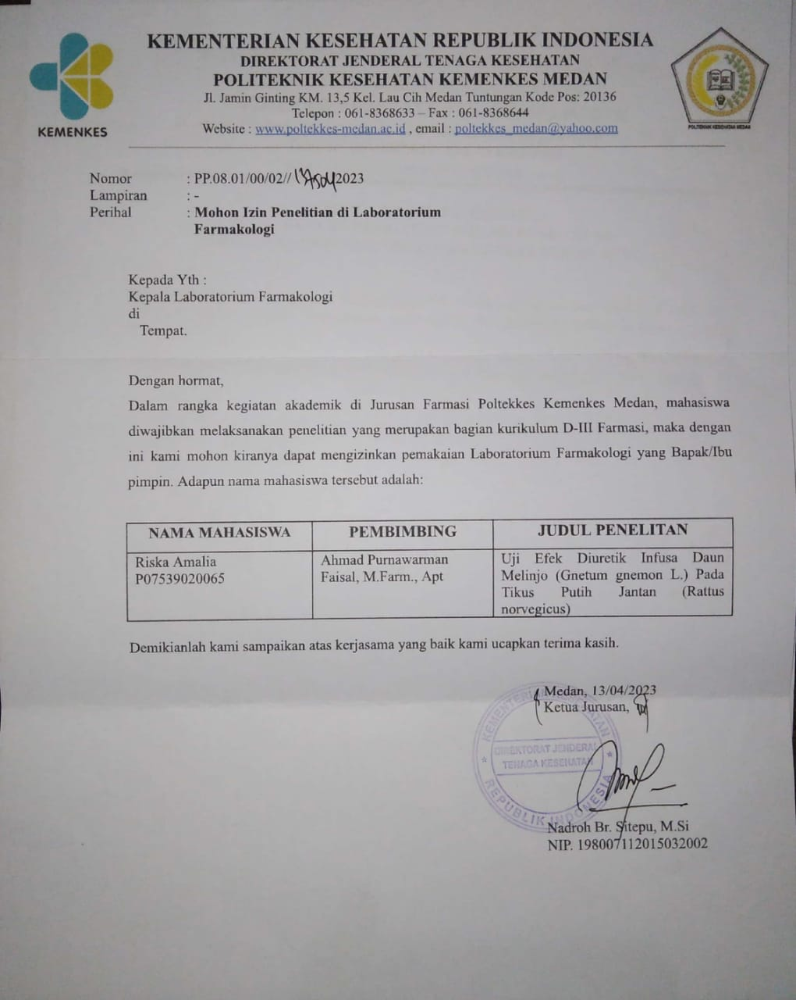 KEMENTERIAN KESEHATAN REPUBLIK INDONESIA
DIREKTORAT JENDERAL TENAGA KESEHATAN
POLITEKNIK KESEHATAN KEMENKES MEDAN
Jl. Jamin Ginting KM. 13,5 Kel. Lau Cih Medan Tuntungan Kode Pos: 20136
Telepon : 061-8368633 – Fax : 061-8368644
Website : www.poltekkes-medan.ac.id , email : poltekkes_medan@yahoo.com
KEMENKES
POLITEKNIK KESEHATAN MEDAN
Nomor : PP.08.01/00/02// 2023
Lampiran : -
Perihal : Mohon Izin Penelitian di Laboratorium
Farmakologi
Kepada Yth :
Kepala Laboratorium Farmakologi
di
Tempat.
Dengan hormat,
Dalam rangka kegiatan akademik di Jurusan Farmasi Poltekkes Kemenkes Medan, mahasiswa
diwajibkan melaksanakan penelitian yang merupakan bagian kurikulum D-III Farmasi, maka dengan
ini kami mohon kiranya dapat mengizinkan pemakaian Laboratorium Farmakologi yang Bapak/Ibu
pimpin. Adapun nama mahasiswa tersebut adalah:
NAMA MAHASISWA PEMBIMBING JUDUL PENELITAN
Riska Amalia
P07539020065
Ahmad Purnawarman
Faisal, M.Farm., Apt
Uji Efek Diuretik Infusa Daun
Melinjo (Gnetum gnemon L.) Pada
Tikus Putih Jantan (Rattus
norvegicus)
Demikianlah kami sampaikan atas kerjasama yang baik kami ucapkan terima kasih.
Medan, 13/04/2023
Ketua Jurusan,
KEMENTERIAN KESEHATAN
DIREKTORAT JENDERAL
TENAGA KESEHATAN
REPUBLIK INDONESIA
Nadroh Br. Sitepu, M.Si
NIP. 198007112015032002